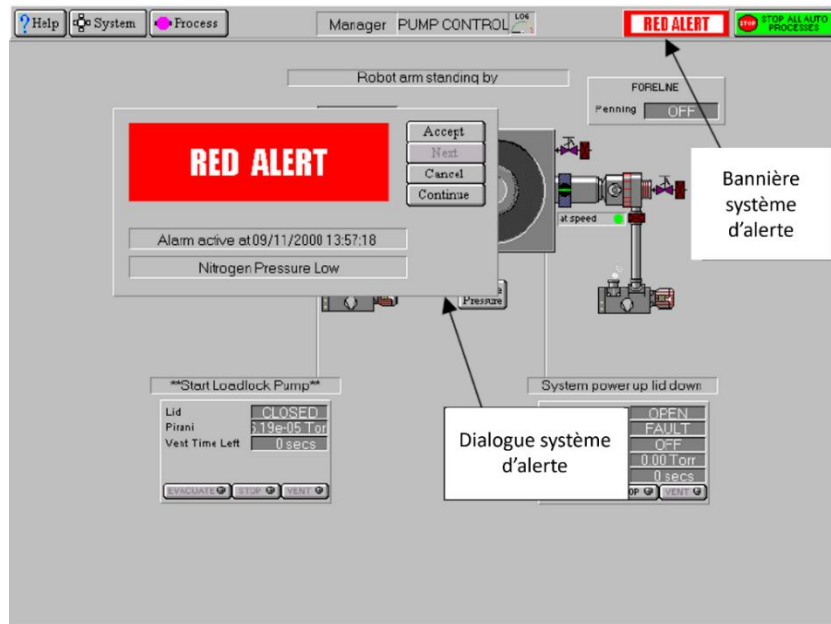 Help
System
Process
Manager
PUMP CONTROL
LOG
RED ALERT
STOP
STOP ALL AUTO
PROCESSES
Robot arm standing by
FORELINE
Penning
OFF
RED ALERT
Accept
Next
Cancel
Continue
Alarm active at 09/11/2000 13:57:18
Nitrogen Pressure Low
at speed
Pressure
Bannière
système
d'alerte
**Start Loadlock Pump**
Lid
CLOSED
Pirani
5.19e-05 Torr
Vent Time Left
0 secs
EVACUATE
STOP
VENT
Dialogue système
d'alerte
System power up lid down
OPEN
FAULT
OFF
0.00 Torr
0 secs
OP
VENT